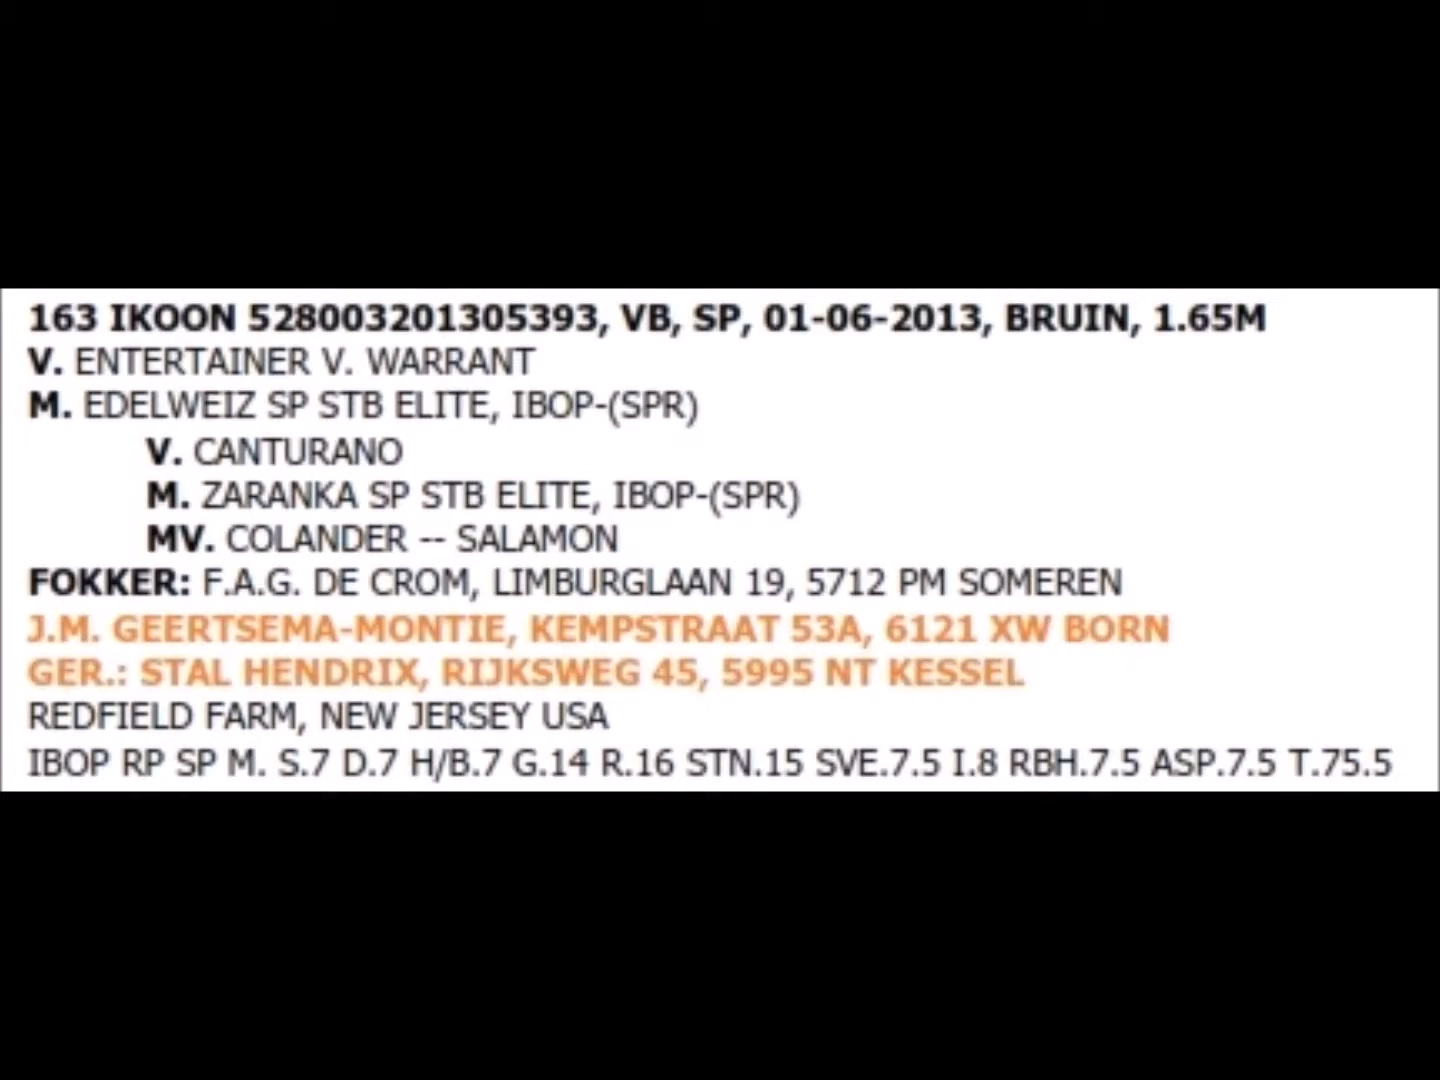 163 IKOON 528003201305393, VB, SP, 01-06-2013, BRUIN, 1.65M
V. ENTERTAINER V. WARRANT
M. EDELWEIZ SP STB ELITE, IBOP-(SPR)
V. CANTURANO
M. ZARANKA SP STB ELITE, IBOP-(SPR)
MV. COLANDER -- SALAMON
FOKKER: F.A.G. DE CROM, LIMBURGLAAN 19, 5712 PM SOMEREN
J.M. GEERTSEMA-MONTIE, KEMPSTRAAT 53A, 6121 XW BORN
GER.: STAL HENDRIX, RIJKSWEG 45, 5995 NT KESSEL
REDFIELD FARM, NEW JERSEY USA
IBOP RP SP M. S.7 D.7 H/B.7 G.14 R.16 STN.15 SVE.7.5 I.8 RBH.7.5 ASP.7.5 T.75.5